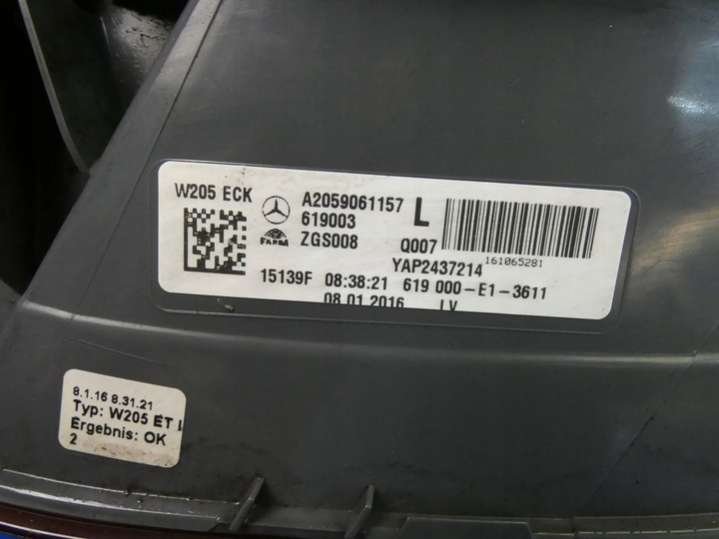 W205 ECK A2059061157 L
619003
FARBA ZGS008 Q007 161065281
YAP2437214
15139F 08:38:21 619 000-E1-3611
08.01.2016 LV
8.1.16 8.31.21
Typ: W205 ET
Ergebnis: OK
2